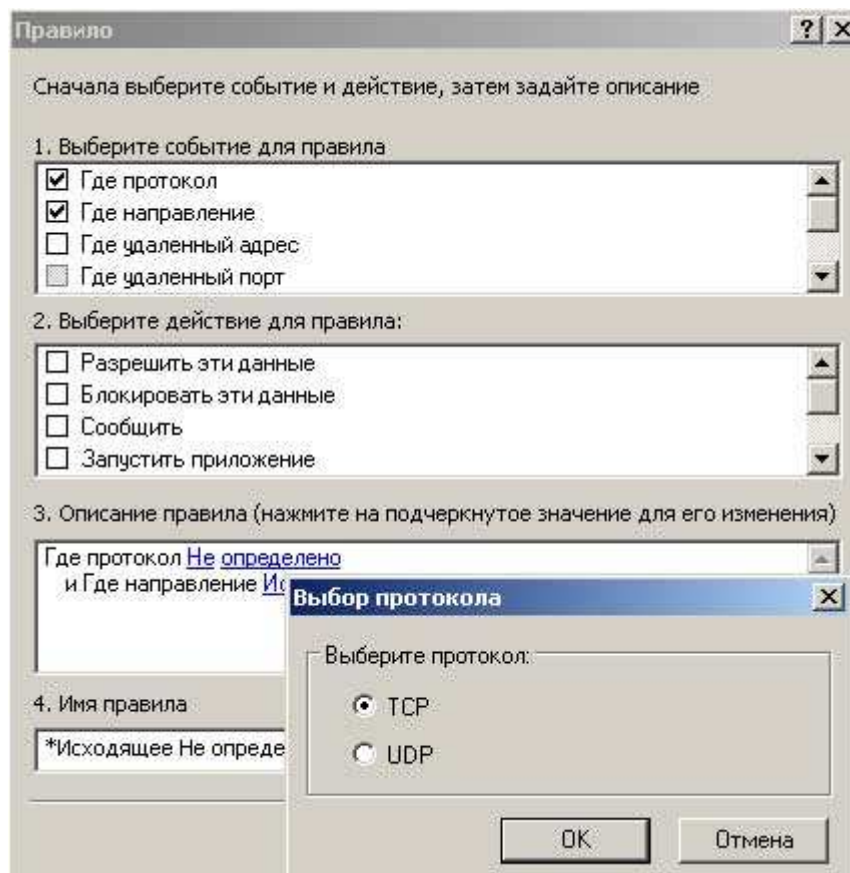 Правило
Сначала выберите событие и действие, затем задайте описание
1. Выберите событие для правила
Где протокол
Где направление
Где удаленный адрес
Где удаленный порт
2. Выберите действие для правила:
Разрешить эти данные
Блокировать эти данные
Сообщить
Запустить приложение
3. Описание правила (нажмите на подчеркнутое значение для его изменения)
Где протокол Не определено
и Где направление Ис
Выбор протокола
Выберите протокол:
TCP
UDP
4. Имя правила
*Исходящее Не опреде
OK
Отмена